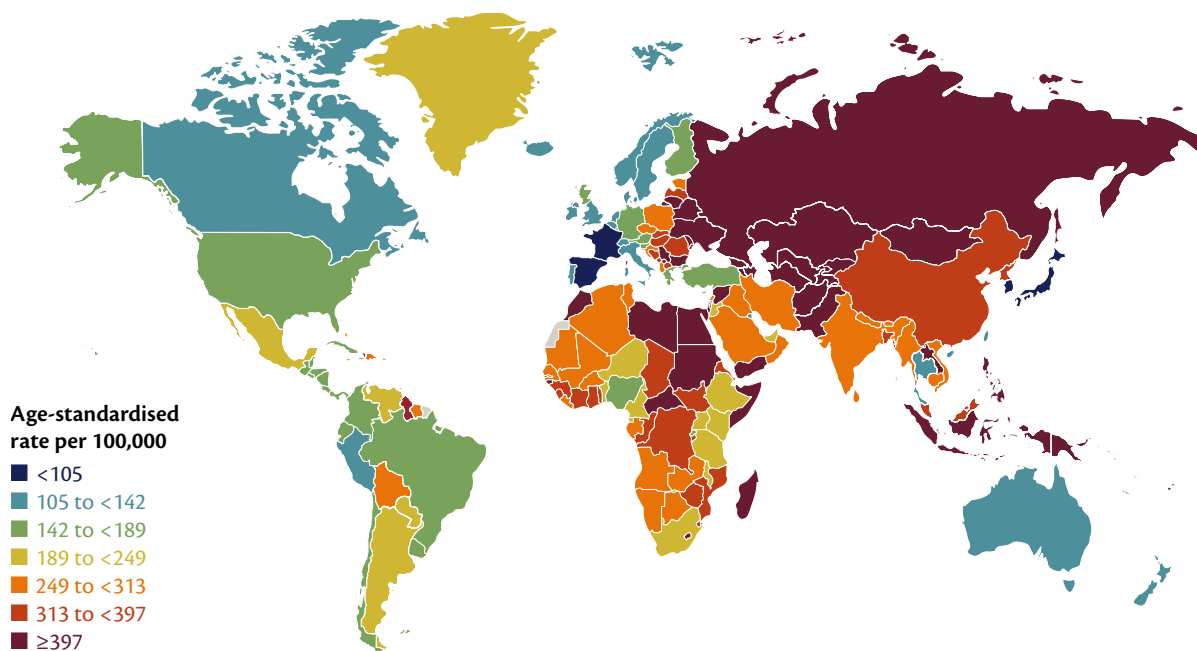 Age-standardised
rate per 100,000
<105
105 to <142
142 to <189
189 to <249
249 to <313
313 to <397
≥397